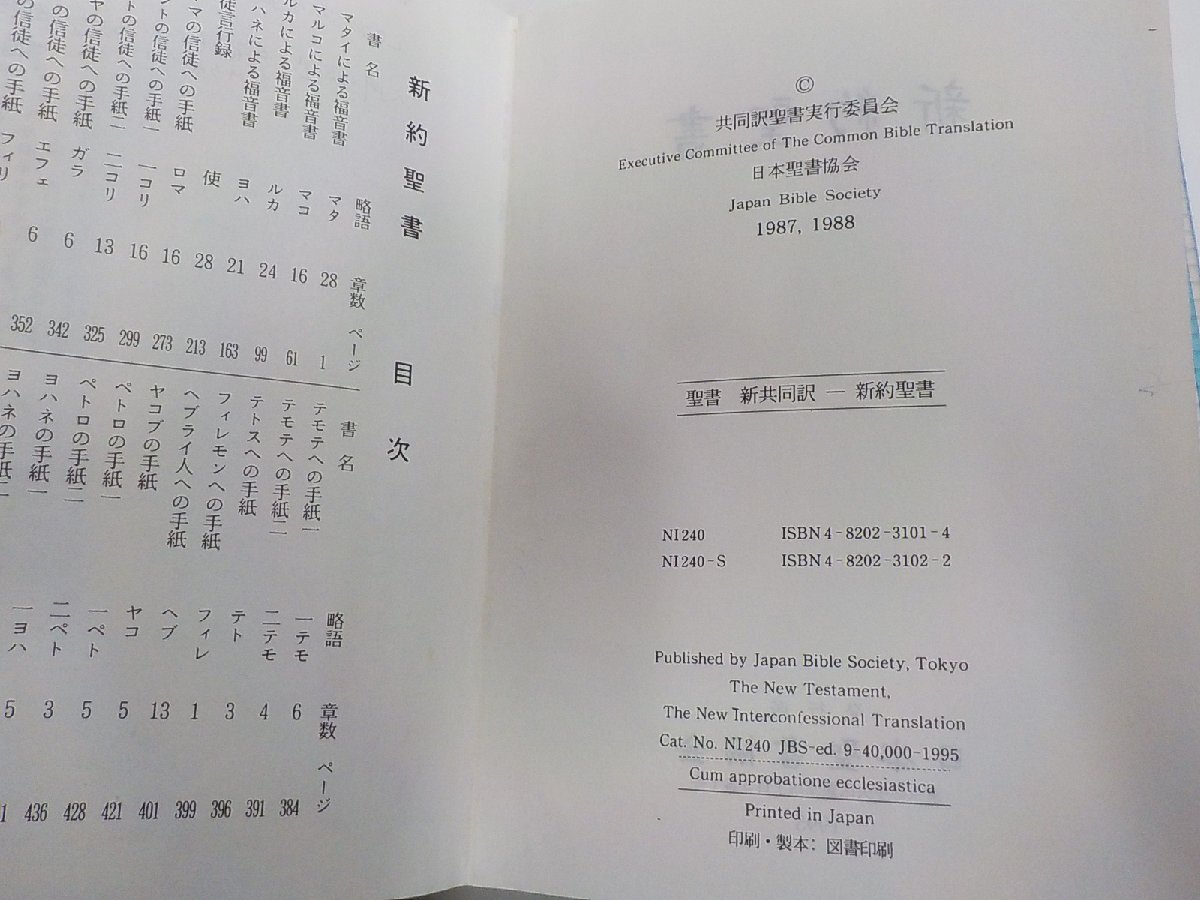 ©
共同訳聖書実行委員会
Executive Committee of The Common Bible Translation
日本聖書協会
Japan Bible Society
1987, 1988
聖書 新共同訳 — 新約聖書
NI240 ISBN4-8202-3101-4
NI240-S ISBN4-8202-3102-2
Published by Japan Bible Society, Tokyo
The New Testament,
The New Interconfessional Translation
Cat. No. NI240 JBS-ed. 9-40,000-1995
Cum approbatione ecclesiastica
Printed in Japan
印刷・製本：図書印刷
新約聖書 目次
書名 略語 章数 ページ
マタイによる福音書 マタ 28 1
マルコによる福音書 マコ 16 61
ルカによる福音書 ルカ 24 99
ハネによる福音書 ヨハ 21 163
徒言行録 使 28 213
マの信徒への手紙 ロマ 16 273
ントの信徒への手紙一 一コリ 16 299
トの信徒への手紙二 二コリ 13 325
ヤの信徒への手紙 ガラ 6 342
の信徒への手紙 エフェ 6 352
の信徒への手紙 フィリ
書名 略語 章数 ページ
テモテへの手紙一 一テモ 6 384
テモテへの手紙二 二テモ 4 391
テトスへの手紙 テト 3 396
フィレモンへの手紙 フィレ 1 399
ヘブライ人への手紙 ヘブ 13 401
ヤコブの手紙 ヤコ 5 421
ペトロの手紙一 一ペト 5 428
ペトロの手紙二 二ペト 3 436
ヨハネの手紙一 一ヨハ 5 1
ヨハネの手紙二